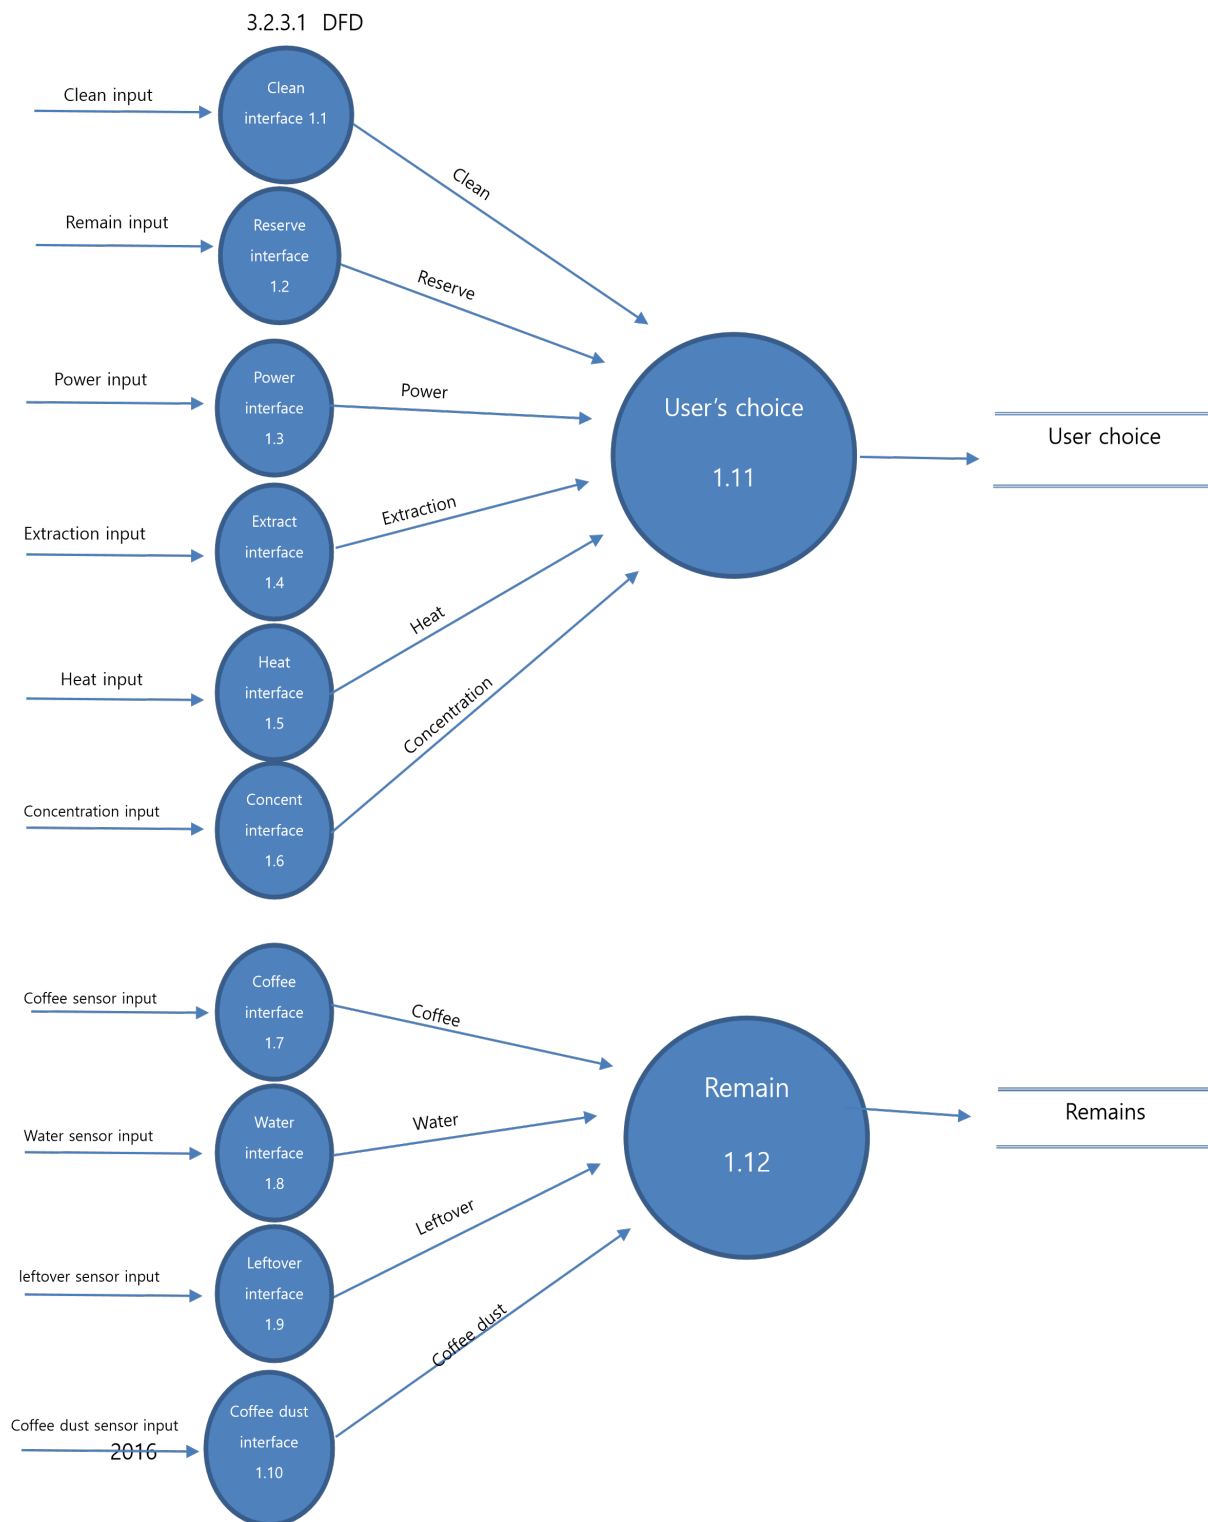 3.2.3.1 DFD
Clean input
Clean
interface 1.1
Clean
Remain input
Reserve
interface
1.2
Reserve
Power input
Power
interface
1.3
Power
User's choice
1.11
User choice
Extraction input
Extract
interface
1.4
Extraction
Heat input
Heat
interface
1.5
Heat
Concentration input
Concent
interface
1.6
Concentration
Coffee sensor input
Coffee
interface
1.7
Coffee
Remain
1.12
Remains
Water sensor input
Water
interface
1.8
Water
leftover sensor input
Leftover
interface
1.9
Leftover
Coffee dust sensor input
2016
Coffee dust
interface
1.10
Coffee dust